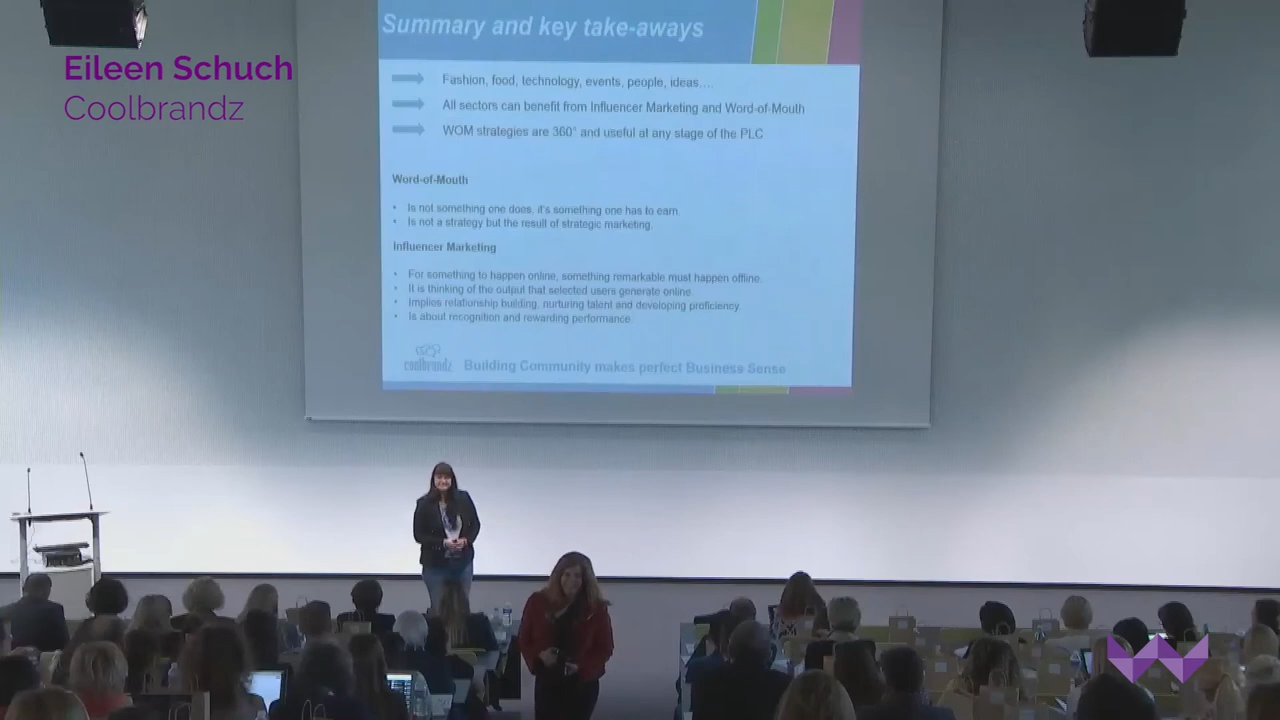 Summary and key take-aways
Eileen Schuch
Coolbrandz
Fashion, food, technology, events, people, ideas....
All sectors can benefit from Influencer Marketing and Word-of-Mouth
WOM strategies are 360° and useful at any stage of the PLC
Word-of-Mouth
• Is not something one does, it's something one has to earn.
• Is not a strategy but the result of strategic marketing.
Influencer Marketing
• For something to happen online, something remarkable must happen offline.
• It is thinking of the output that selected users generate online.
• Implies relationship building, nurturing talent and developing proficiency.
• Is about recognition and rewarding performance.
coolbrandz Building Community makes perfect Business Sense